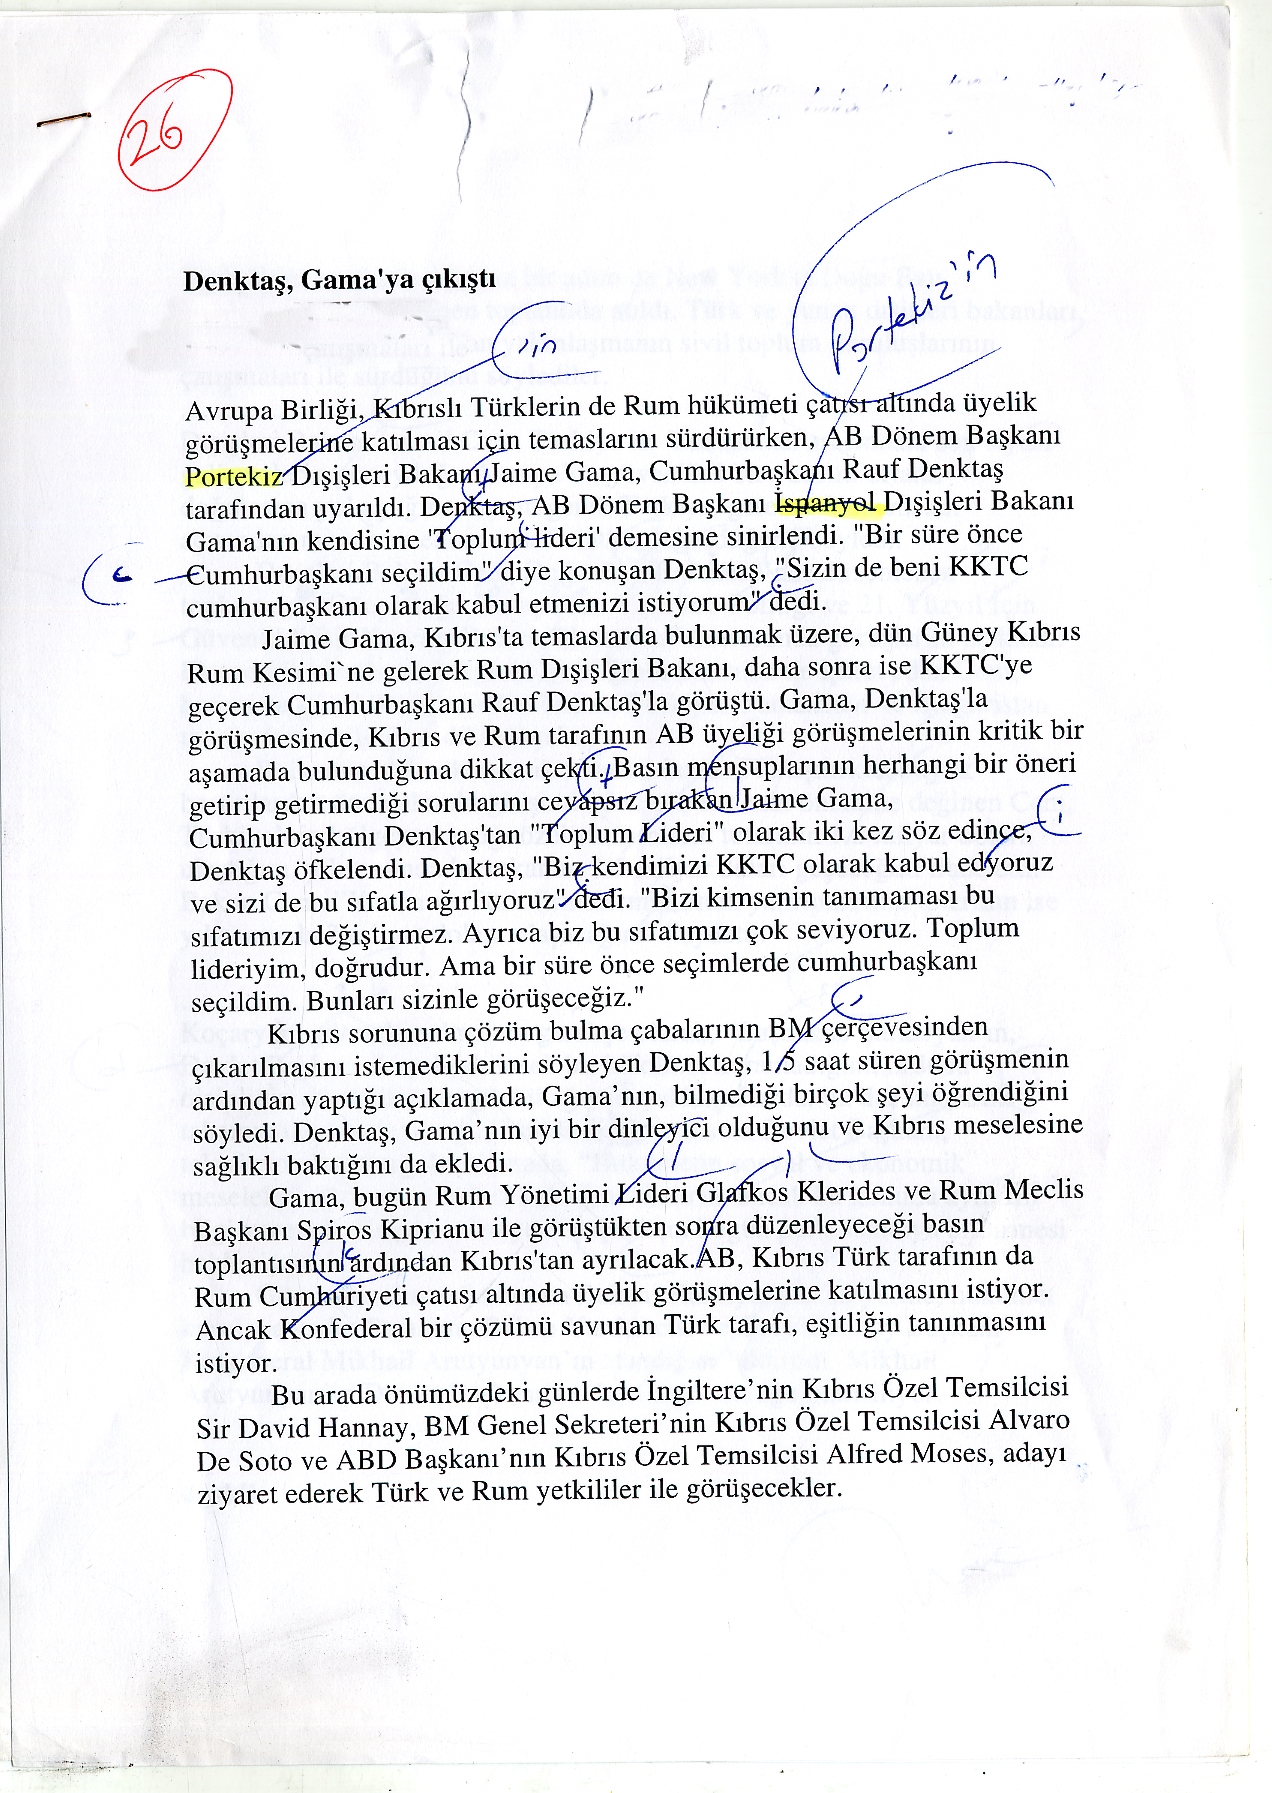 26
Denktaş, Gama'ya çıkıştı
'in
Portekiz'in
Avrupa Birliği, Kıbrıslı Türklerin de Rum hükümeti çatısı altında üyelik
görüşmelerine katılması için temaslarını sürdürürken, AB Dönem Başkanı
Portekiz Dışişleri Bakanı Jaime Gama, Cumhurbaşkanı Rauf Denktaş
tarafından uyarıldı. Denktaş, AB Dönem Başkanı İspanyol Dışişleri Bakanı
Gama'nın kendisine 'Toplum lideri' demesine sinirlendi. "Bir süre önce
c Cumhurbaşkanı seçildim" diye konuşan Denktaş, "Sizin de beni KKTC
cumhurbaşkanı olarak kabul etmenizi istiyorum" dedi.
Jaime Gama, Kıbrıs'ta temaslarda bulunmak üzere, dün Güney Kıbrıs
Rum Kesimi`ne gelerek Rum Dışişleri Bakanı, daha sonra ise KKTC'ye
geçerek Cumhurbaşkanı Rauf Denktaş'la görüştü. Gama, Denktaş'la
görüşmesinde, Kıbrıs ve Rum tarafının AB üyeliği görüşmelerinin kritik bir
aşamada bulunduğuna dikkat çekti. Basın mensuplarının herhangi bir öneri
getirip getirmediği sorularını cevapsız bırakan Jaime Gama,
Cumhurbaşkanı Denktaş'tan "Toplum Lideri" olarak iki kez söz edince, i
Denktaş öfkelendi. Denktaş, "Biz kendimizi KKTC olarak kabul edyoruz
ve sizi de bu sıfatla ağırlıyoruz" dedi. "Bizi kimsenin tanımaması bu
sıfatımızı değiştirmez. Ayrıca biz bu sıfatımızı çok seviyoruz. Toplum
lideriyim, doğrudur. Ama bir süre önce seçimlerde cumhurbaşkanı
seçildim. Bunları sizinle görüşeceğiz."
Kıbrıs sorununa çözüm bulma çabalarının BM çerçevesinden
çıkarılmasını istemediklerini söyleyen Denktaş, 1,5 saat süren görüşmenin
ardından yaptığı açıklamada, Gama’nın, bilmediği birçok şeyi öğrendiğini
söyledi. Denktaş, Gama’nın iyi bir dinleyici olduğunu ve Kıbrıs meselesine
sağlıklı baktığını da ekledi.
Gama, bugün Rum Yönetimi Lideri Glafkos Klerides ve Rum Meclis
Başkanı Spiros Kiprianu ile görüştükten sonra düzenleyeceği basın
toplantısının ardından Kıbrıs'tan ayrılacak.AB, Kıbrıs Türk tarafının da
Rum Cumhuriyeti çatısı altında üyelik görüşmelerine katılmasını istiyor.
Ancak Konfederal bir çözümü savunan Türk tarafı, eşitliğin tanınmasını
istiyor.
Bu arada önümüzdeki günlerde İngiltere’nin Kıbrıs Özel Temsilcisi
Sir David Hannay, BM Genel Sekreteri’nin Kıbrıs Özel Temsilcisi Alvaro
De Soto ve ABD Başkanı’nın Kıbrıs Özel Temsilcisi Alfred Moses, adayı
ziyaret ederek Türk ve Rum yetkililer ile görüşecekler.